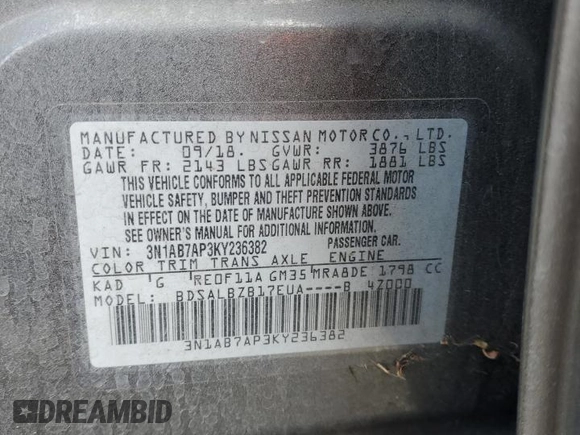 MANUFACTURED BY NISSAN MOTOR CO., LTD.
DATE: 09/18. GVWR: 3876 LBS
GAWR FR: 2143 LBS GAWR RR: 1881 LBS
THIS VEHICLE CONFORMS TO ALL APPLICABLE FEDERAL MOTOR
VEHICLE SAFETY, BUMPER AND THEFT PREVENTION STANDARDS
IN EFFECT ON THE DATE OF MANUFACTURE SHOWN ABOVE.
SEE OWNER'S MANUAL FOR ADDITIONAL INFORMATION.
VIN: 3N1AB7AP3KY236382 PASSENGER CAR.
COLOR TRIM TRANS AXLE ENGINE
KAD G RE0F11A GM35 MRA8DE 1798 CC
MODEL: BDSALBZB17EUA----B 4Z000
3N1AB7AP3KY236382
DREAMBID